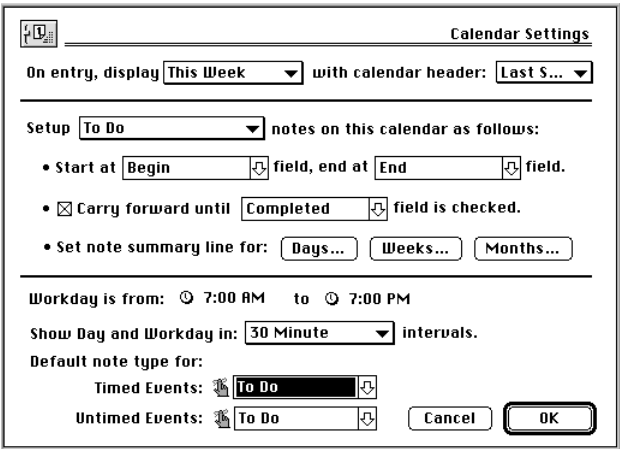 Calendar Settings
On entry, display This Week with calendar header: Last S...
Setup To Do notes on this calendar as follows:
• Start at Begin field, end at End field.
• Carry forward until Completed field is checked.
• Set note summary line for: Days... Weeks... Months...
Workday is from: 7:00 AM to 7:00 PM
Show Day and Workday in: 30 Minute intervals.
Default note type for:
Timed Events: To Do
Untimed Events: To Do Cancel OK